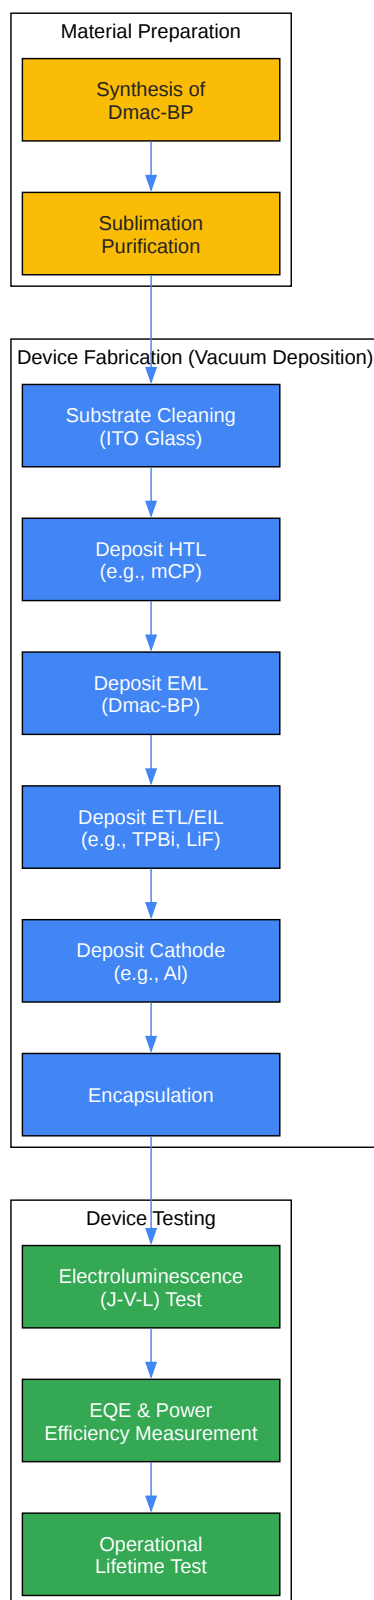 Material Preparation
Synthesis of
Dmac-BP
Sublimation
Purification
Device Fabrication (Vacuum Deposition)
Substrate Cleaning
(ITO Glass)
Deposit HTL
(e.g., mCP)
Deposit EML
(Dmac-BP)
Deposit ETL/EIL
(e.g., TPBi, LiF)
Deposit Cathode
(e.g., Al)
Encapsulation
Device Testing
Electroluminescence
(J-V-L) Test
EQE & Power
Efficiency Measurement
Operational
Lifetime Test